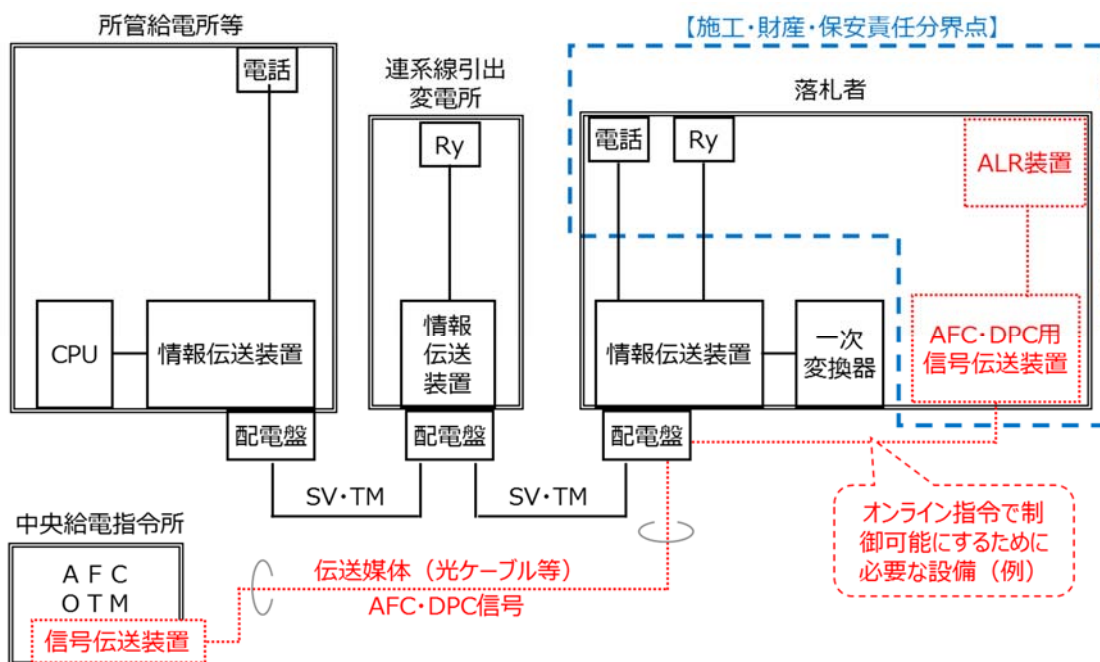 所管給電所等
電話
CPU
情報伝送装置
配電盤
連系線引出
変電所
Ry
情報
伝送
装置
配電盤
【施工・財産・保安責任分界点】
落札者
電話
Ry
ALR装置
情報伝送装置
一次
変換器
AFC・DPC用
信号伝送装置
配電盤
SV・TM
SV・TM
オンライン指令で制
御可能にするために
必要な設備（例）
中央給電指令所
ＡＦＣ
ＯＴＭ
信号伝送装置
伝送媒体（光ケーブル等）
AFC・DPC信号